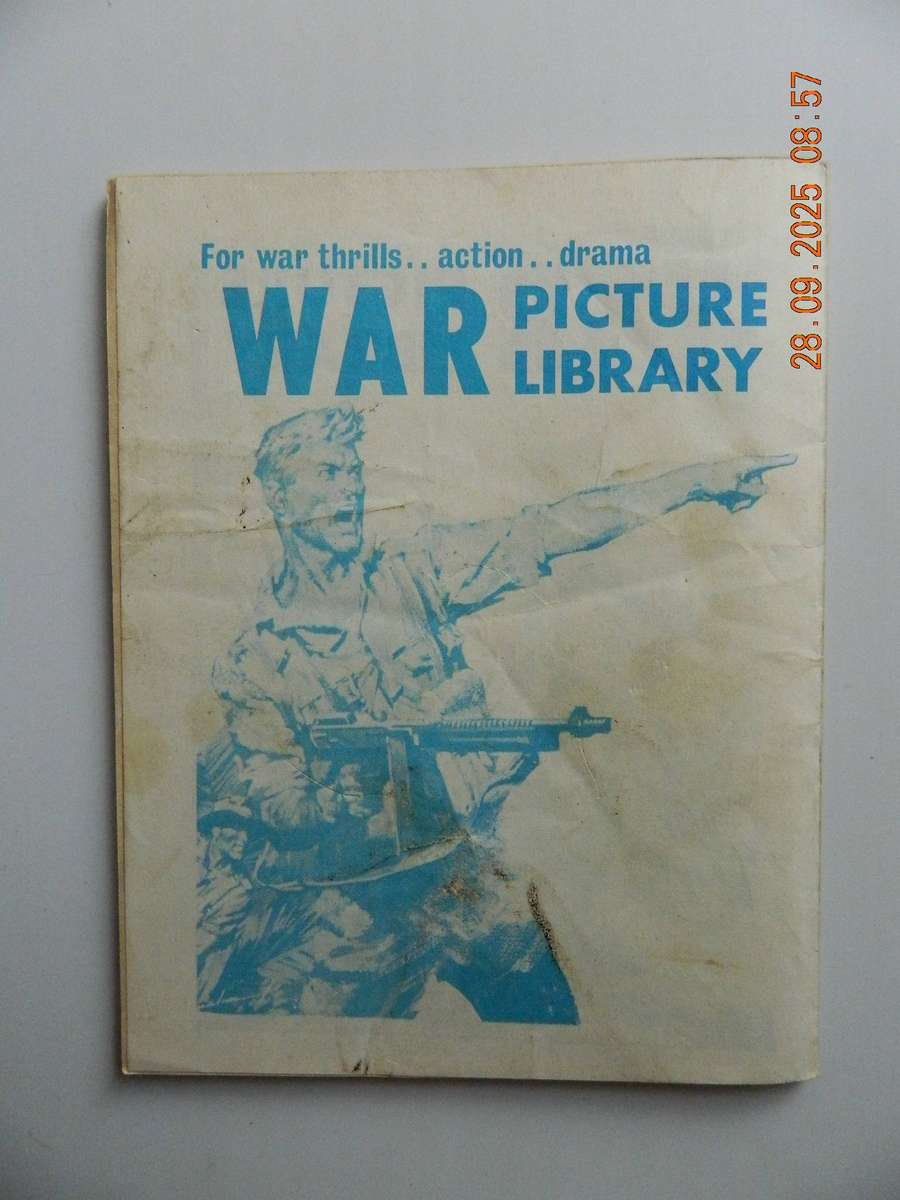 For war thrills.. action.. drama
WAR PICTURE LIBRARY
28.09.2025 08:57